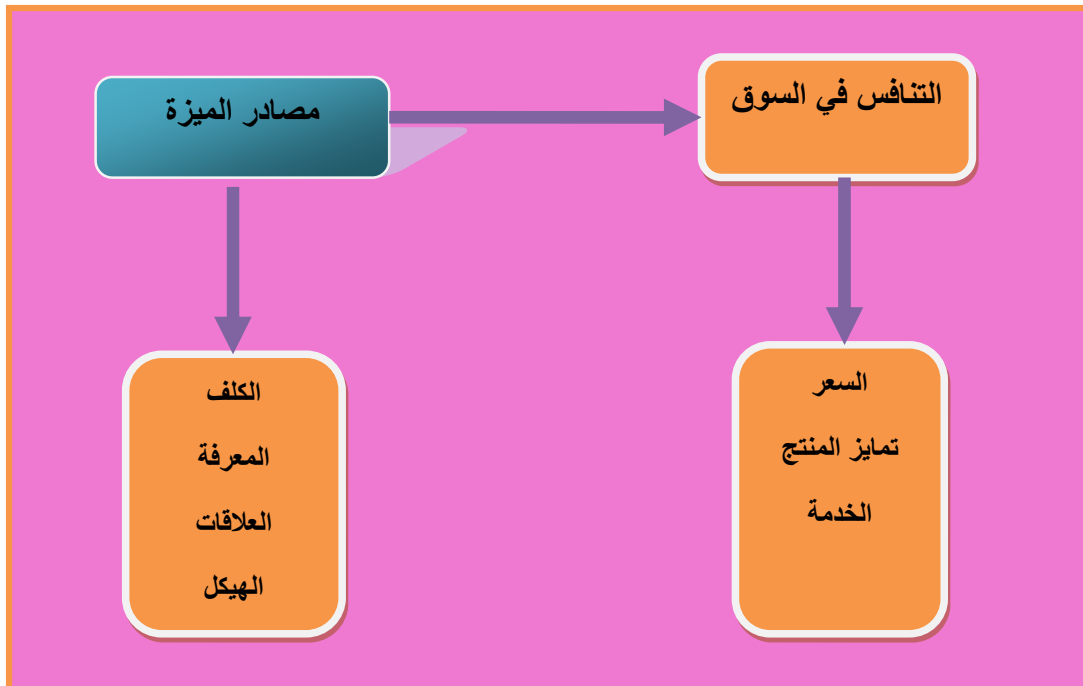 مصادر الميزة
التنافس في السوق
الكلف
المعرفة
العلاقات
الهيكل
السعر
تمايز المنتج
الخدمة